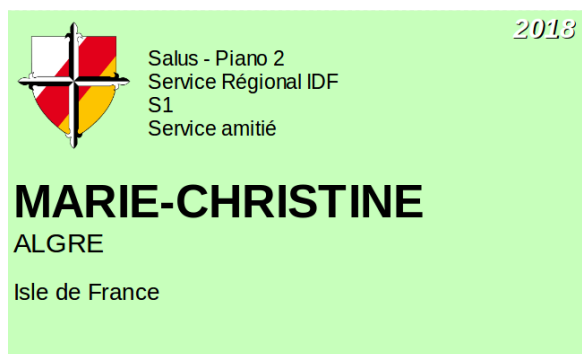 2018
Salus - Piano 2
Service Régional IDF
S1
Service amitié
MARIE-CHRISTINE
ALGRE
Isle de France